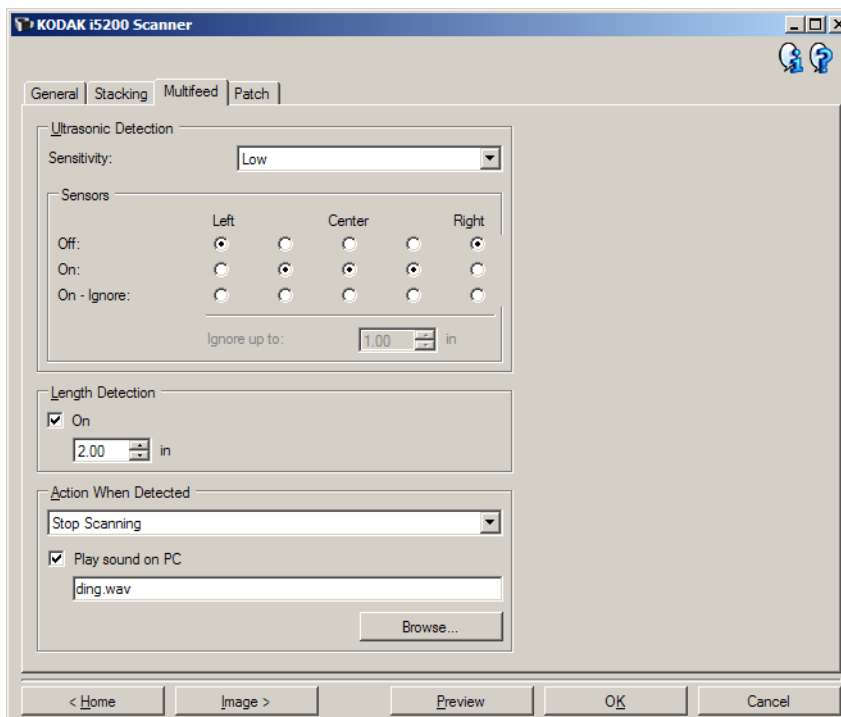 KODAK i5200 Scanner
General Stacking Multifeed Patch
Ultrasonic Detection
Sensitivity: Low
Sensors
Left Center Right
Off:
On:
On - Ignore:
Ignore up to: 1.00 in
Length Detection
On
2.00 in
Action When Detected
Stop Scanning
Play sound on PC
ding.wav
Browse...
< Home Image > Preview OK Cancel